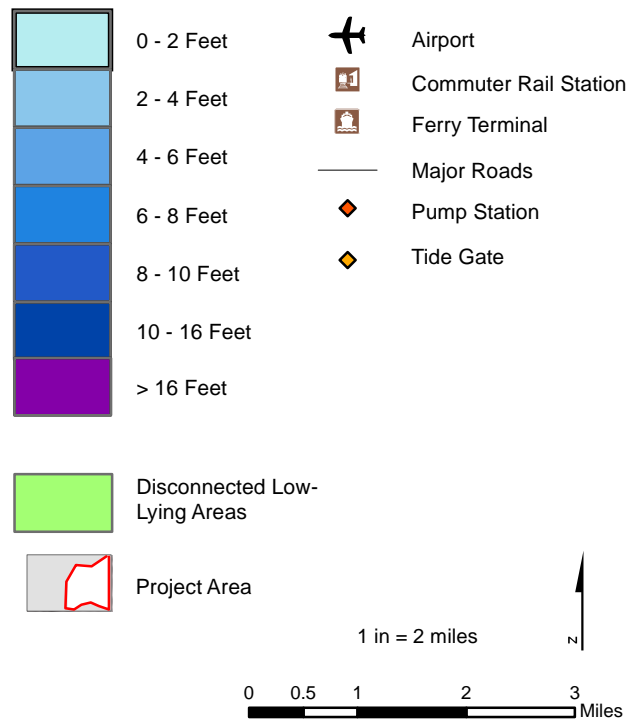 0 - 2 Feet
2 - 4 Feet
4 - 6 Feet
6 - 8 Feet
8 - 10 Feet
10 - 16 Feet
> 16 Feet
Disconnected Low-
Lying Areas
Project Area
Airport
Commuter Rail Station
Ferry Terminal
Major Roads
Pump Station
Tide Gate
1 in = 2 miles
N
0 0.5 1 2 3
Miles